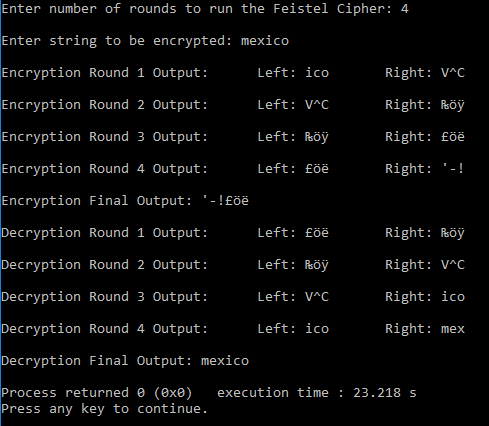 Enter number of rounds to run the Feistel Cipher: 4
Enter string to be encrypted: mexico
Encryption Round 1 Output: Left: ico Right: V^C
Encryption Round 2 Output: Left: V^C Right: ₧öÿ
Encryption Round 3 Output: Left: ₧öÿ Right: £öë
Encryption Round 4 Output: Left: £öë Right: '-!
Encryption Final Output: '-!£öë
Decryption Round 1 Output: Left: £öë Right: ₧öÿ
Decryption Round 2 Output: Left: ₧öÿ Right: V^C
Decryption Round 3 Output: Left: V^C Right: ico
Decryption Round 4 Output: Left: ico Right: mex
Decryption Final Output: mexico
Process returned 0 (0x0) execution time : 23.218 s
Press any key to continue.